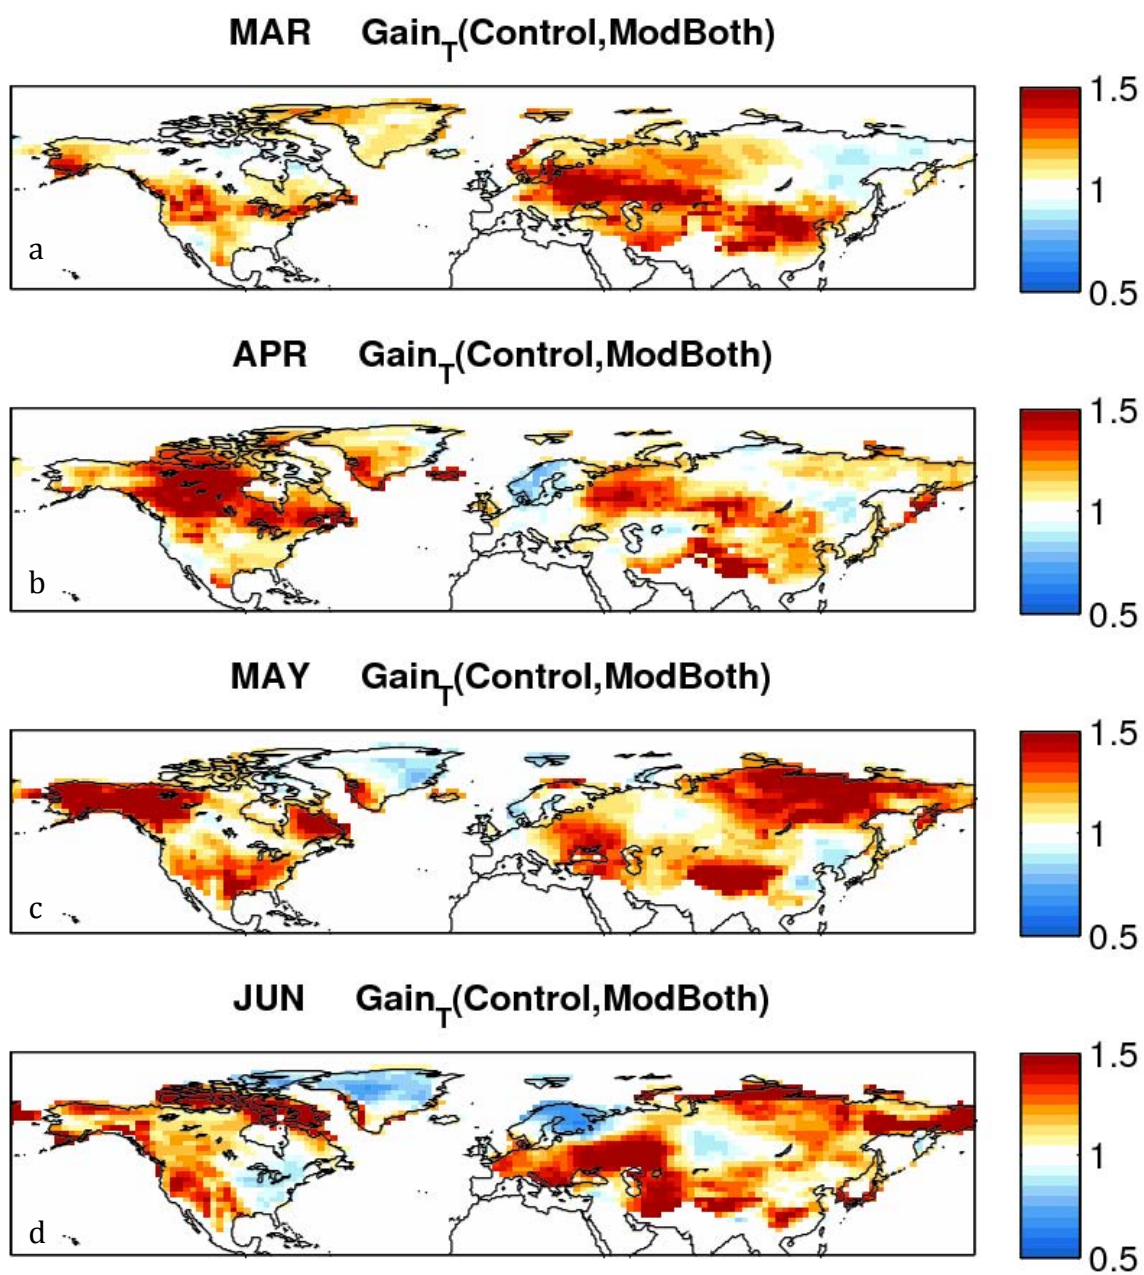 MAR Gain_T(Control,ModBoth)
1.5
1
0.5
a
APR Gain_T(Control,ModBoth)
1.5
1
0.5
b
MAY Gain_T(Control,ModBoth)
1.5
1
0.5
c
JUN Gain_T(Control,ModBoth)
1.5
1
0.5
d